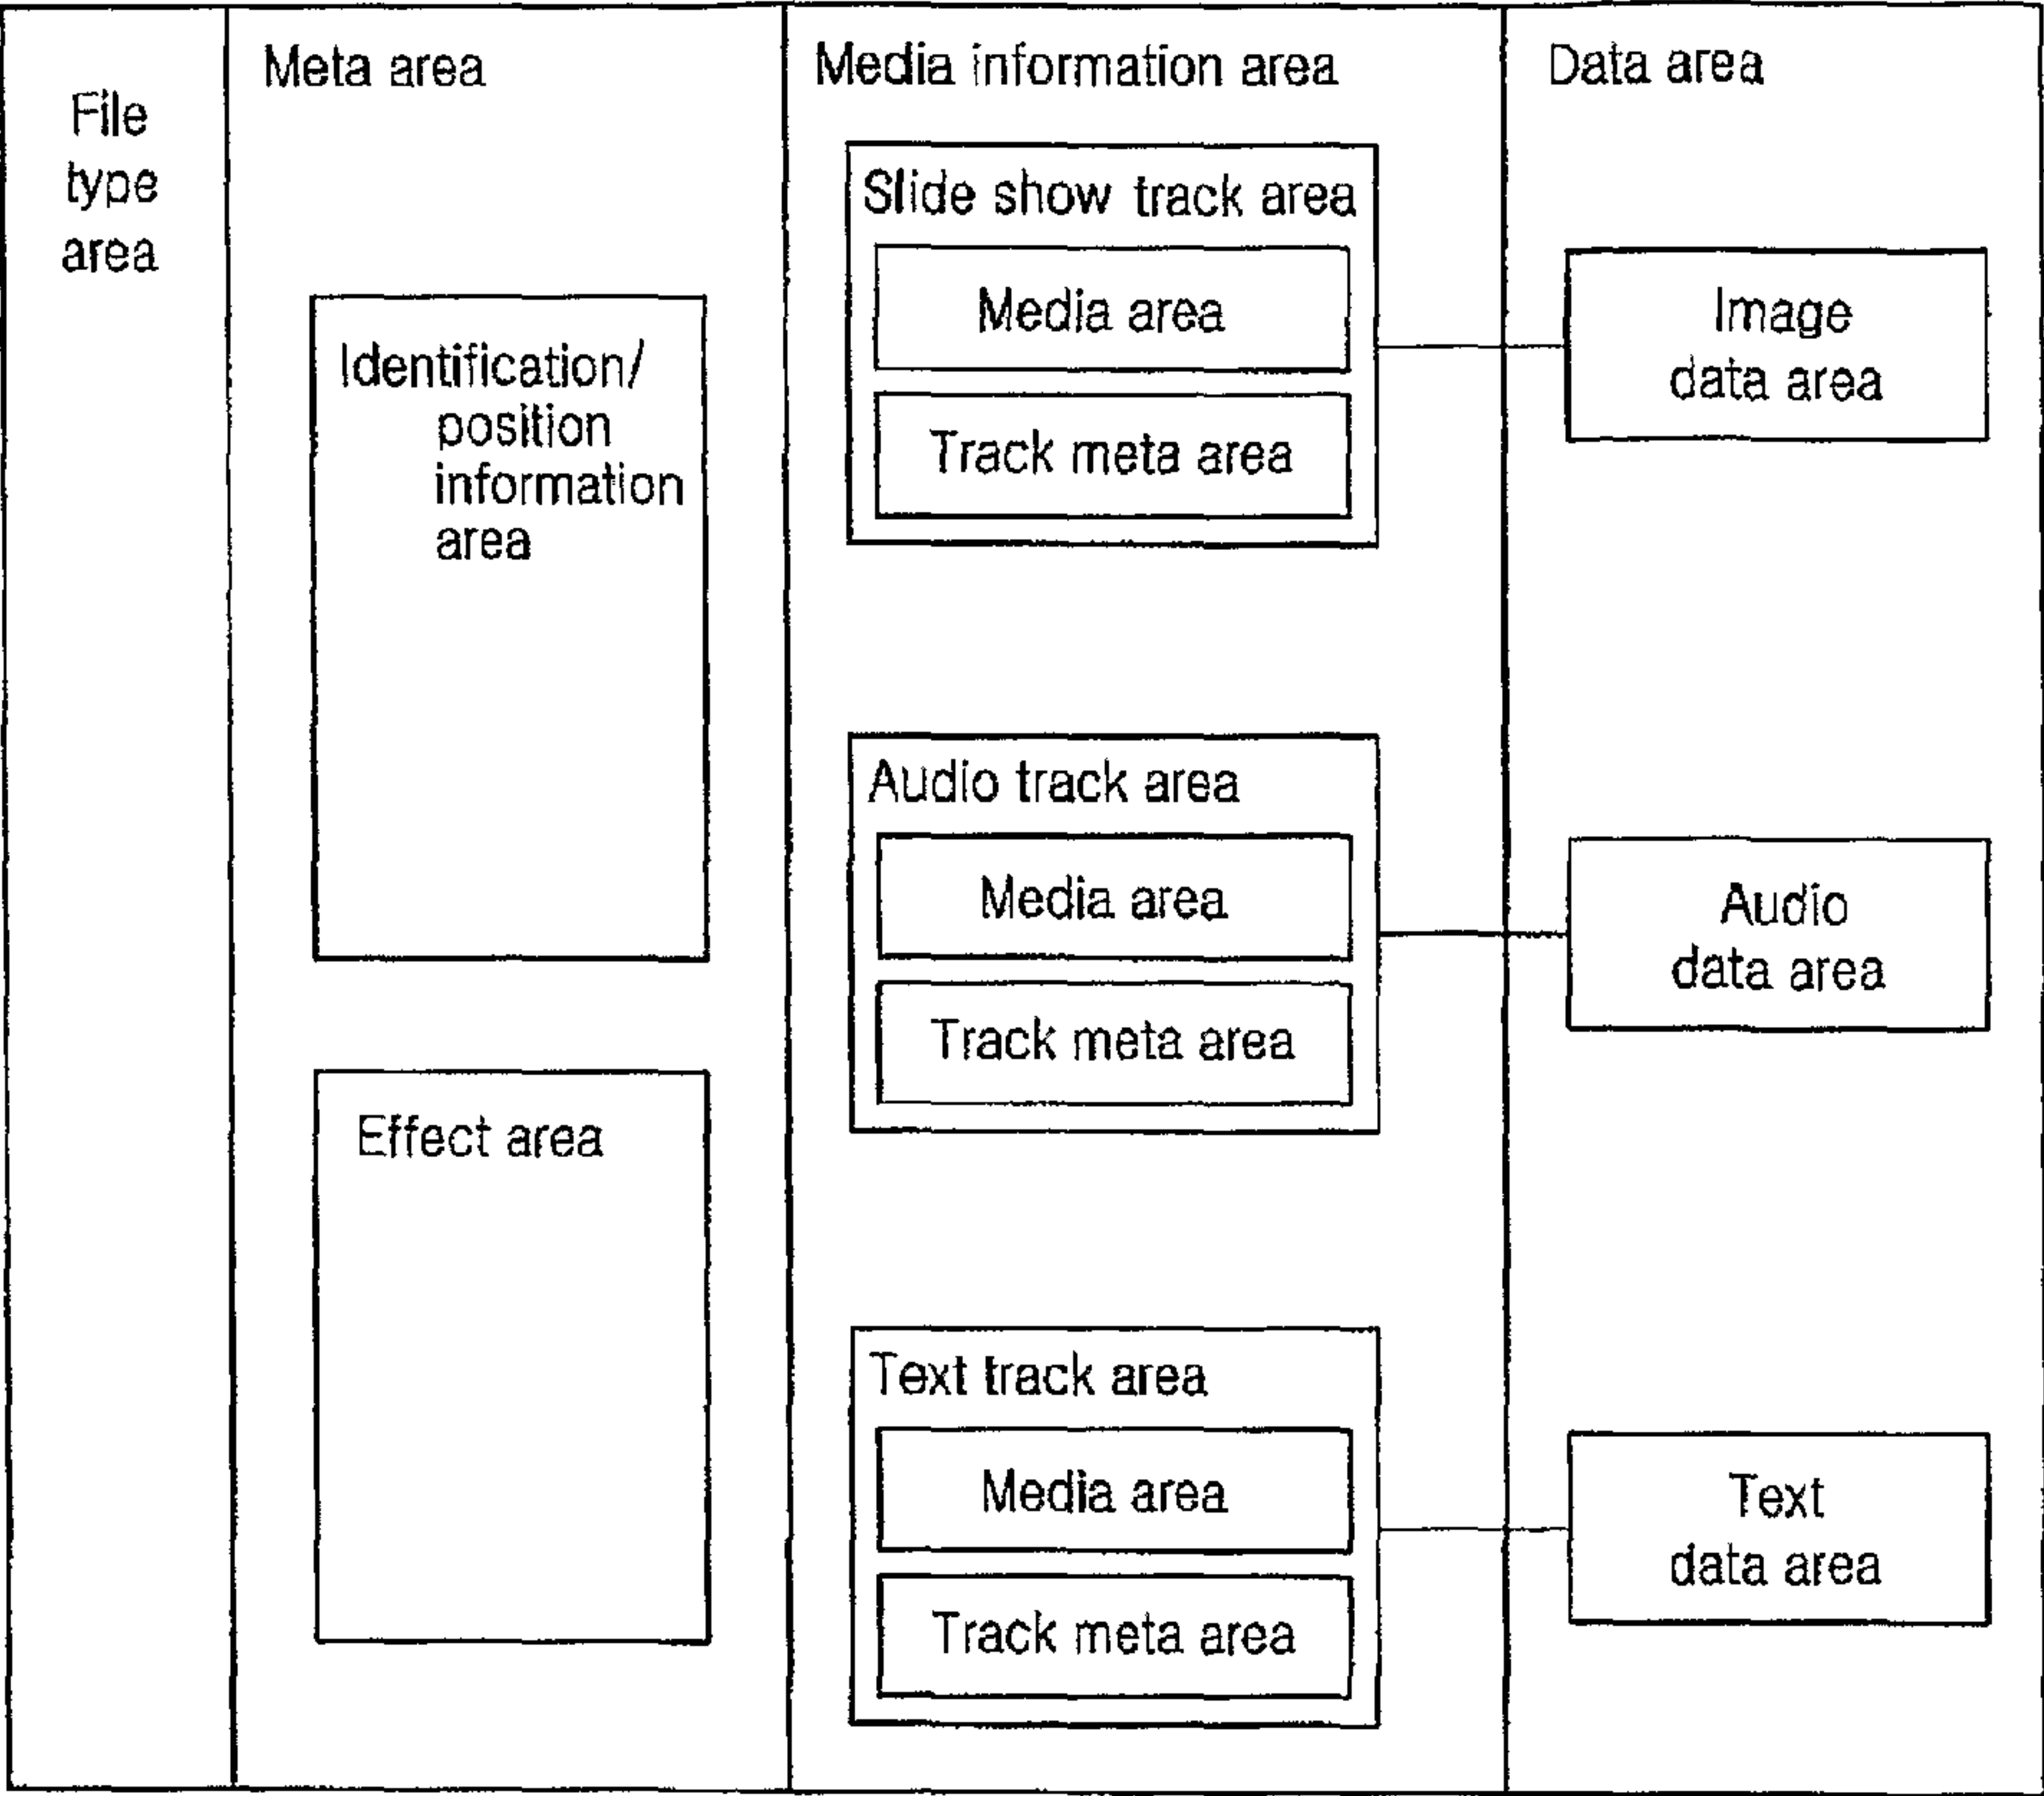 File
type
area
Meta area
Identification/
position
information
area
Effect area
Media information area
Slide show track area
Media area
Track meta area
Audio track area
Media area
Track meta area
Text track area
Media area
Track meta area
Data area
Image
data area
Audio
data area
Text
data area